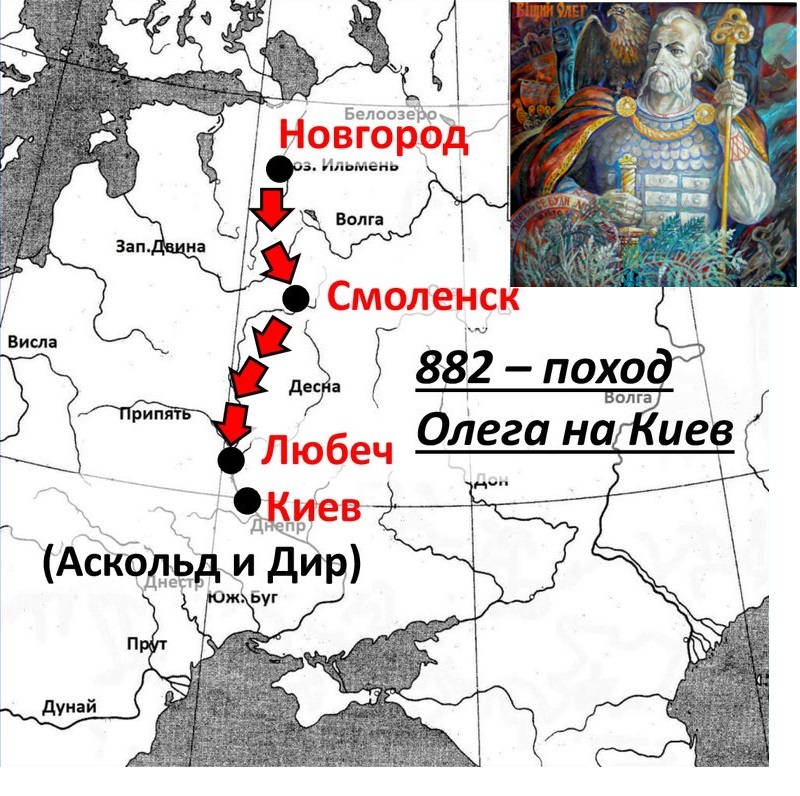 ВIЩИЙ ОЛЕГ
Белоозеро
Новгород
оз. Ильмень
Волга
Зап.Двина
Смоленск
Висла
882 – поход
Олега на Киев
Десна
Волга
Припять
Любеч
Дон
Киев
Днепр
(Аскольд и Дир)
Днестр
Юж. Буг
Прут
Дунай